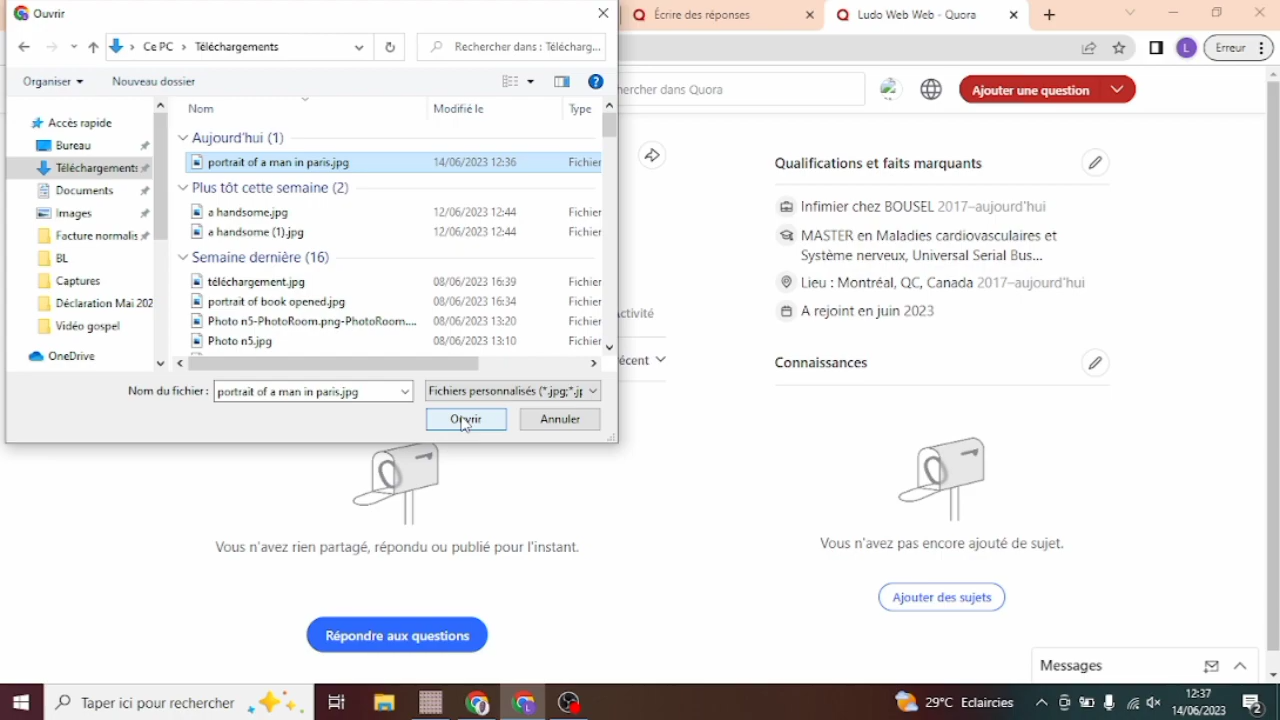 Ouvrir
Écrire des réponses
Ludo Web Web - Quora
Ce PC
Téléchargements
Rechercher dans : Télécharg...
L
Erreur
Organiser
Nouveau dossier
hercher dans Quora
Ajouter une question
Nom
Modifié le
Type
Accès rapide
Bureau
Téléchargements
Documents
Images
Facture normalis
BL
Captures
Déclaration Mai 202
Vidéo gospel
OneDrive
Aujourd'hui (1)
portrait of a man in paris.jpg 14/06/2023 12:36 Fichier
Plus tôt cette semaine (2)
a handsome.jpg 12/06/2023 12:44 Fichier
a handsome (1).jpg 12/06/2023 12:44 Fichier
Semaine dernière (16)
téléchargement.jpg 08/06/2023 16:39 Fichier
portrait of book opened.jpg 08/06/2023 16:34 Fichier
Photo n5-PhotoRoom.png-PhotoRoom.... 08/06/2023 13:20 Fichier
Photo n5.jpg 08/06/2023 13:10 Fichier
Nom du fichier : portrait of a man in paris.jpg
Fichiers personnalisés (*.jpg;*.jp
Ouvrir
Annuler
Qualifications et faits marquants
Infimier chez BOUSEL 2017–aujourd'hui
MASTER en Maladies cardiovasculaires et
Système nerveux, Universal Serial Bus...
Lieu : Montréal, QC, Canada 2017–aujourd'hui
A rejoint en juin 2023
ctivité
écent
Connaissances
Vous n'avez rien partagé, répondu ou publié pour l'instant.
Répondre aux questions
Vous n'avez pas encore ajouté de sujet.
Ajouter des sujets
Messages
Taper ici pour rechercher
29°C Eclaircies
12:37
14/06/2023
2